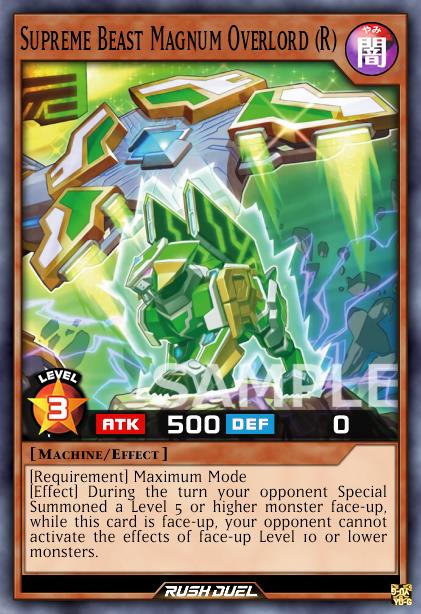 Supreme Beast Magnum Overlord (R)
やみ
闇
SAMPLE
LEVEL
3
ATK 500 DEF 0
[Machine/Effect]
[Requirement] Maximum Mode
[Effect] During the turn your opponent Special
Summoned a Level 5 or higher monster face-up,
while this card is face-up, your opponent cannot
activate the effects of face-up Level 10 or lower
monsters.
RUSH DUEL